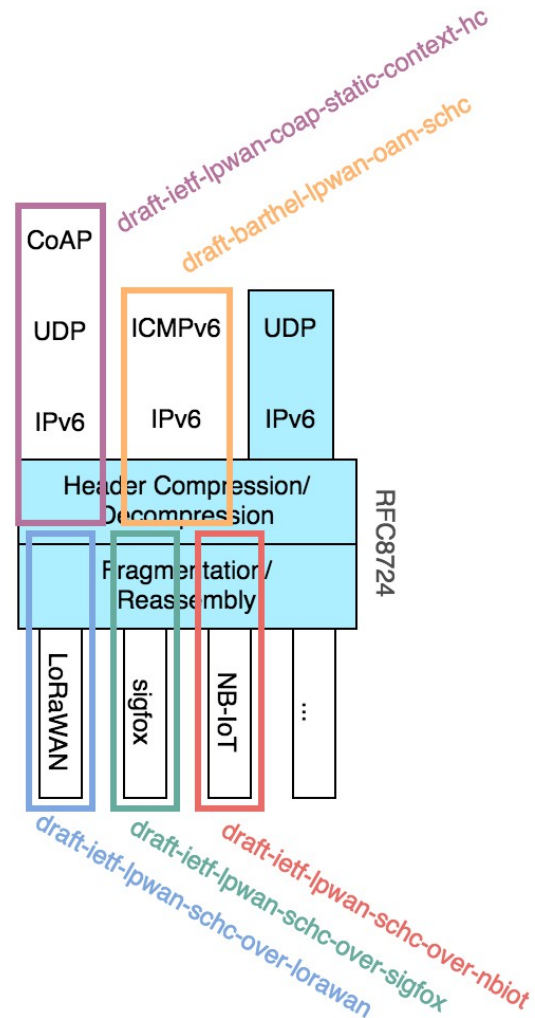 draft-ietf-lpwan-coap-static-context-hc
draft-barthel-lpwan-oam-schc
CoAP
UDP
IPv6
ICMPv6
IPv6
UDP
IPv6
Header Compression/
Decompression
RFC8724
Fragmentation/
Reassembly
LoRaWAN
sigfox
NB-IoT
...
draft-ietf-lpwan-schc-over-lorawan
draft-ietf-lpwan-schc-over-sigfox
draft-ietf-lpwan-schc-over-nbiot